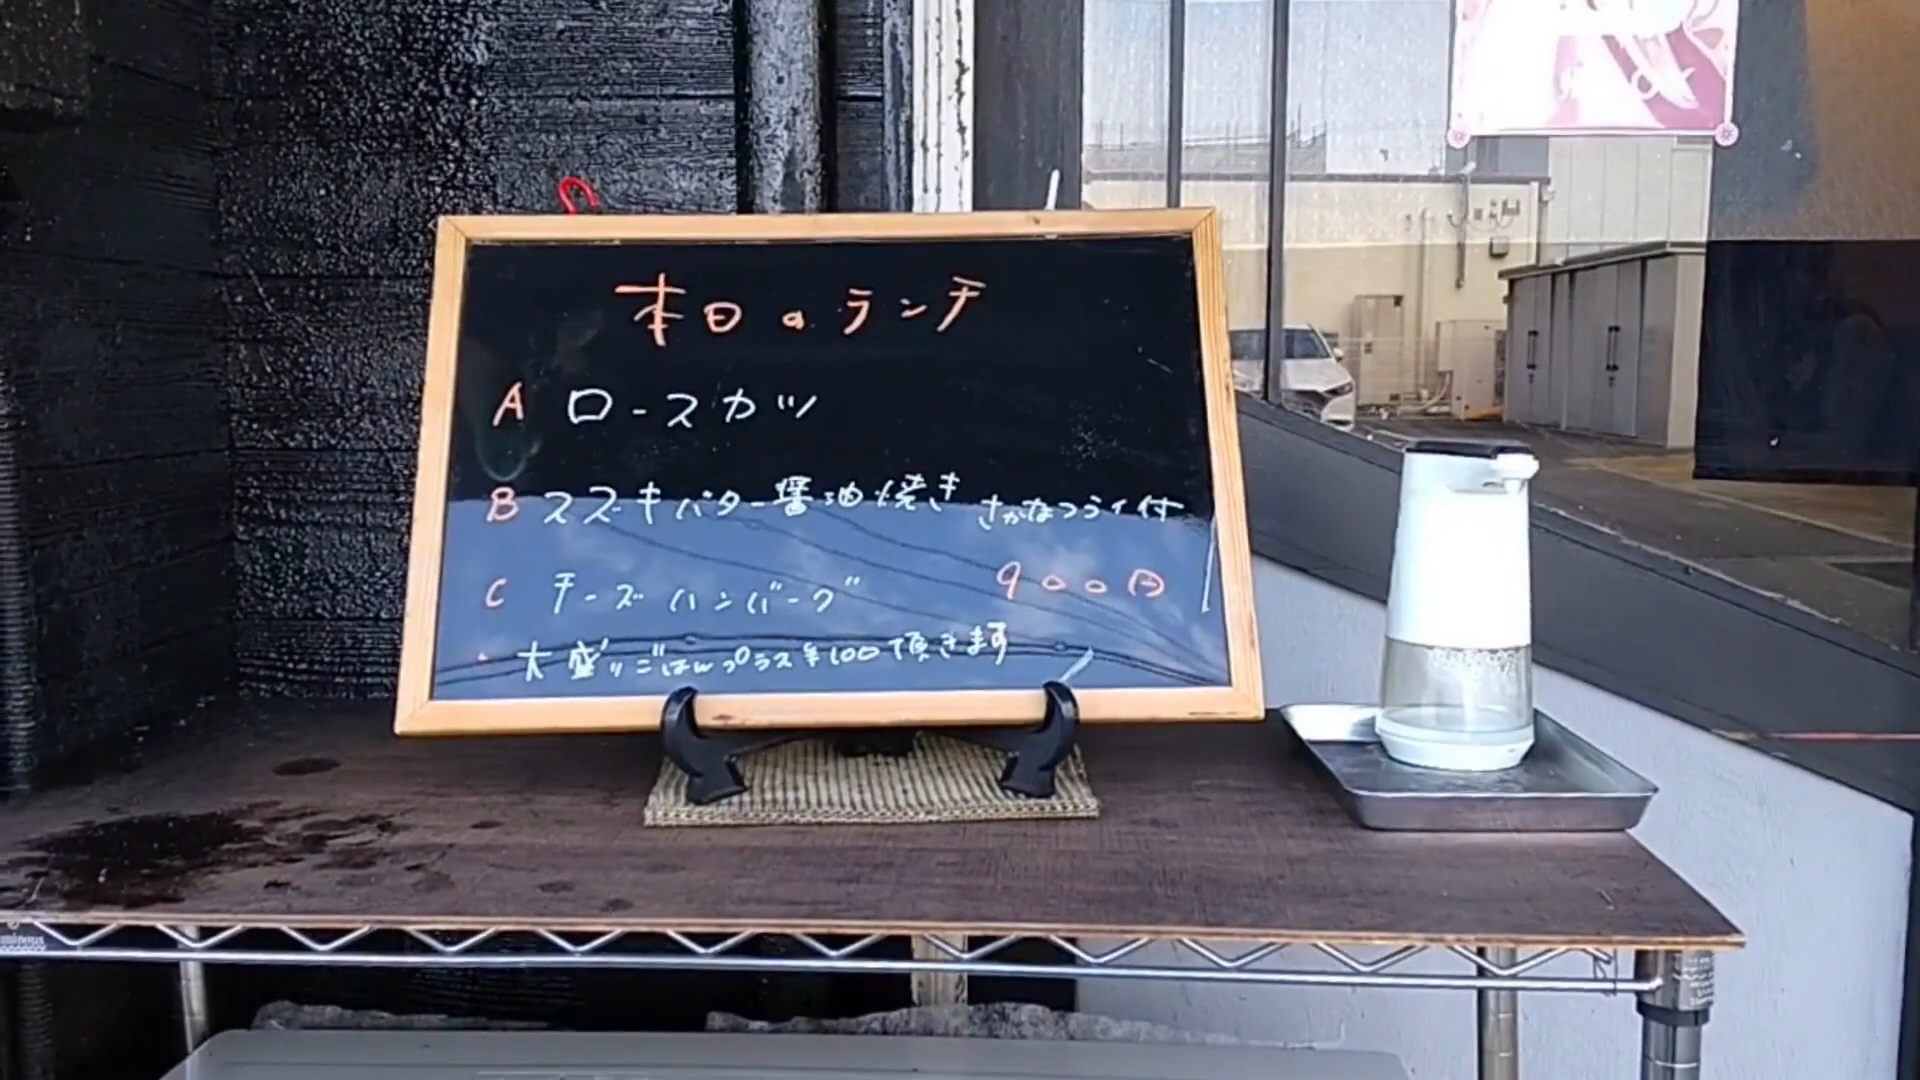 本日のランチ
A ロースカツ
B スズキバター醤油焼き さかなフライ付
C チーズハンバーグ 900円
・大盛りごはんプラス¥100頂きます